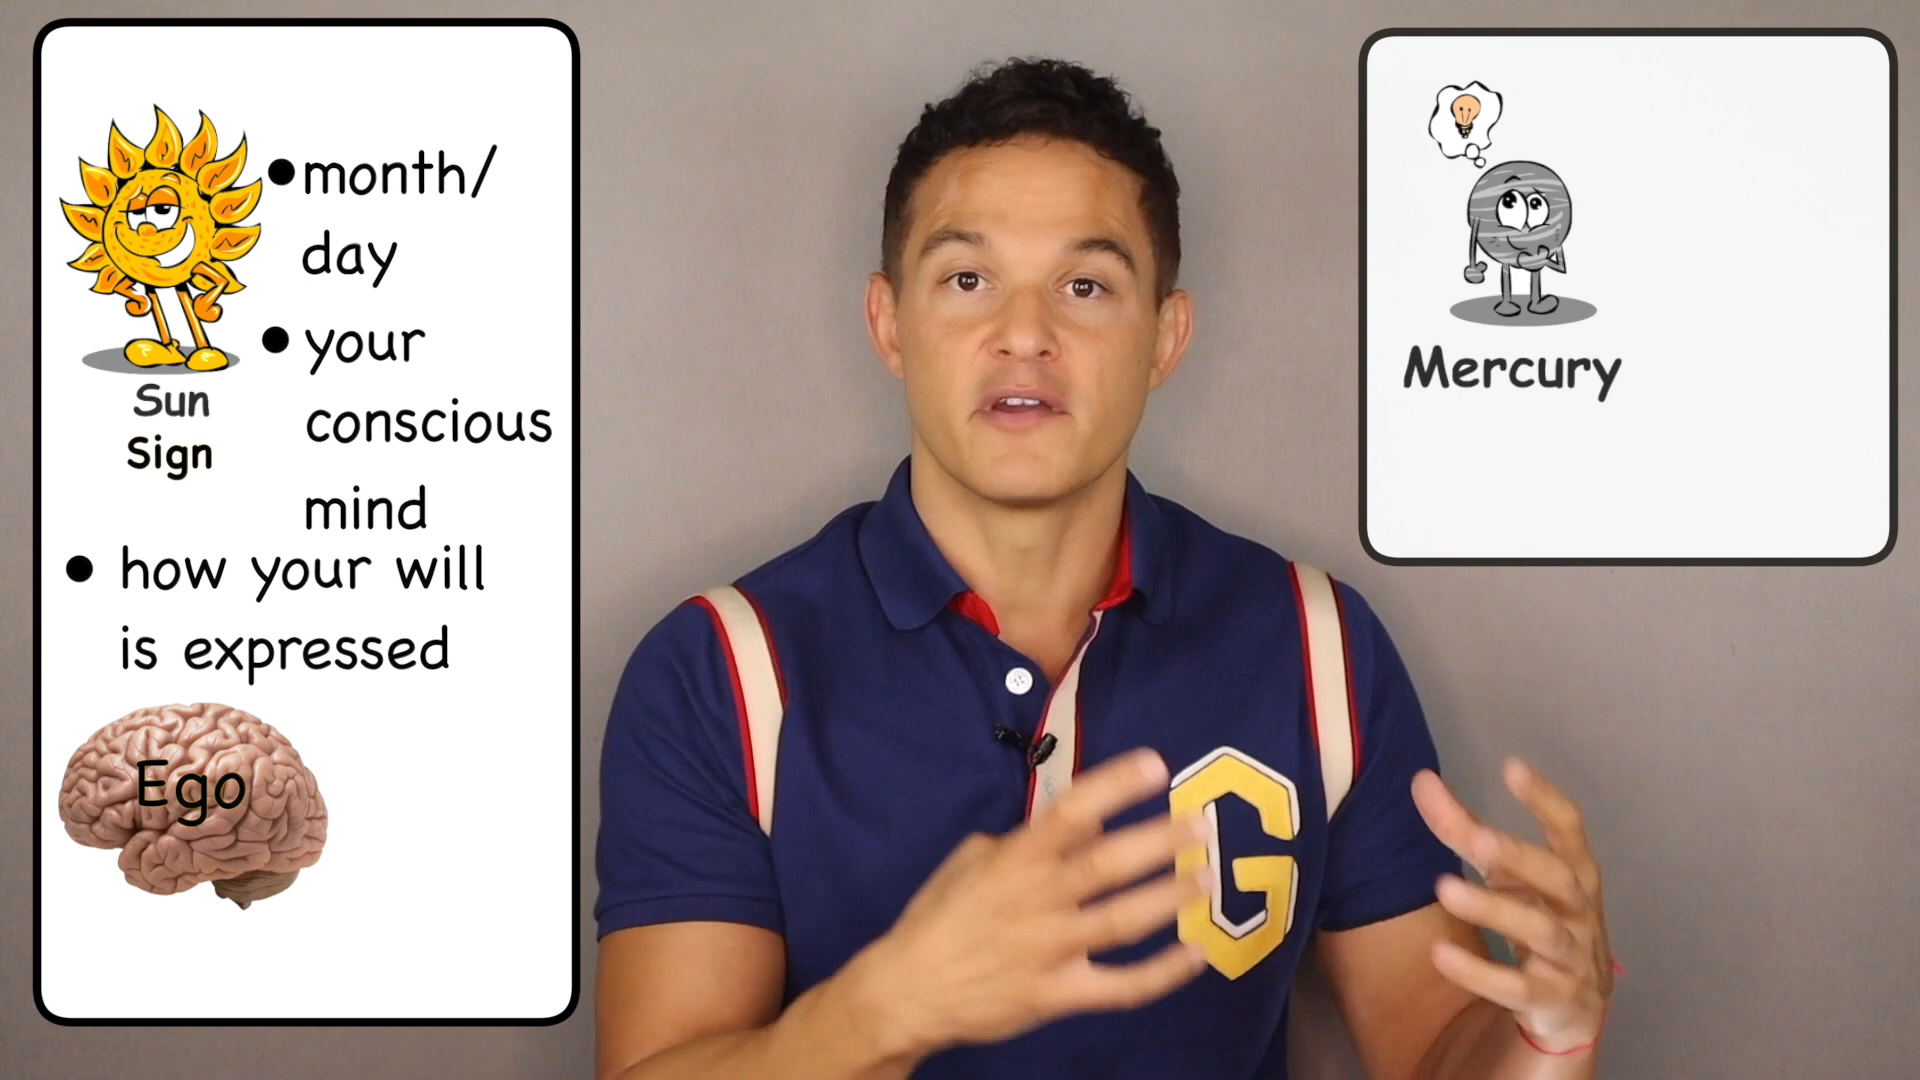 • month/
day
• your
conscious
mind
Sun
Sign
• how your will
is expressed
Ego
Mercury
G